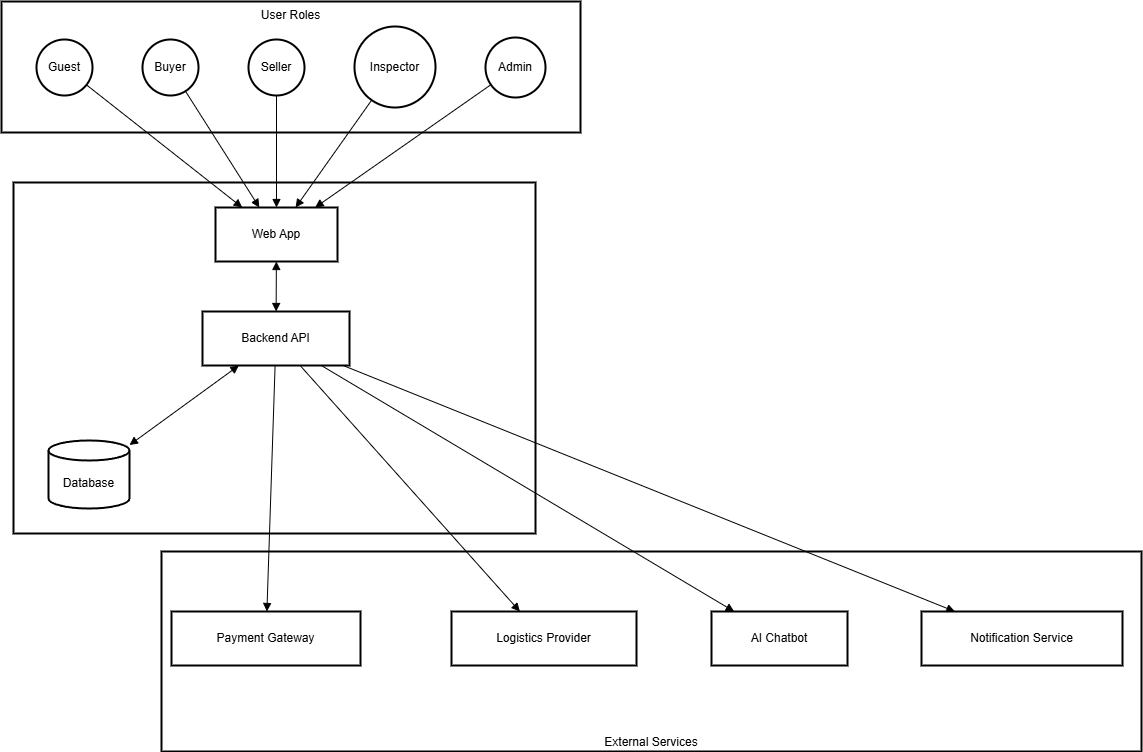 User Roles
Guest
Buyer
Seller
Inspector
Admin
Web App
Backend API
Database
Payment Gateway
Logistics Provider
AI Chatbot
Notification Service
External Services